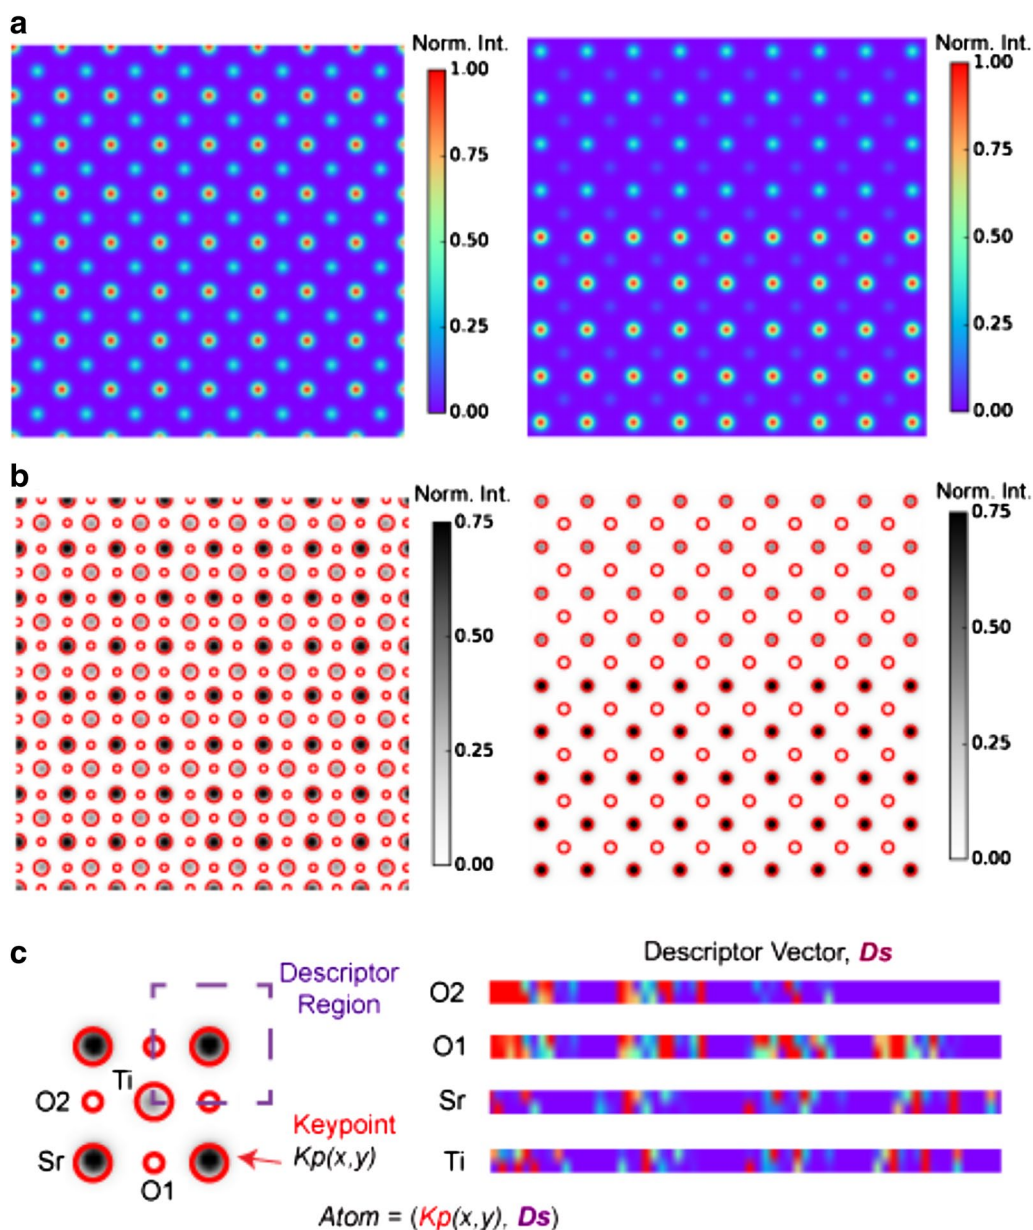 a
Norm. Int.
1.00
0.75
0.50
0.25
0.00
Norm. Int.
1.00
0.75
0.50
0.25
0.00
b
Norm. Int.
0.75
0.50
0.25
0.00
Norm. Int.
0.75
0.50
0.25
0.00
c
Descriptor
Region
Ti
O2
Sr
O1
Keypoint
Kp(x,y)
Descriptor Vector, Ds
O2
O1
Sr
Ti
Atom = (Kp(x,y), Ds)